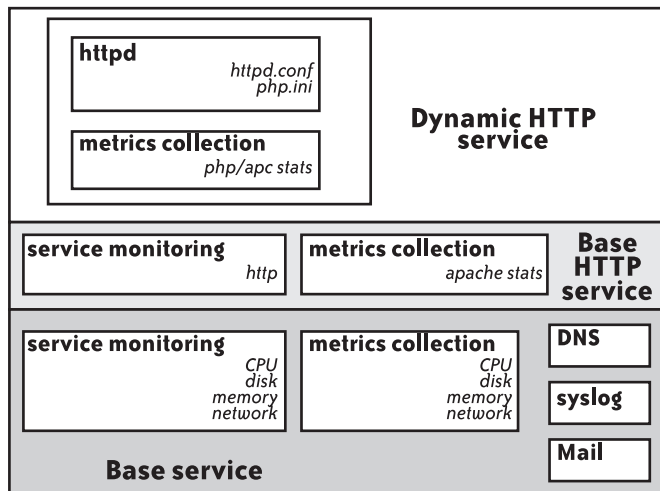 httpd
httpd.conf
php.ini
metrics collection
php/apc stats
Dynamic HTTP
service
service monitoring
http
metrics collection
apache stats
Base
HTTP
service
service monitoring
CPU
disk
memory
network
metrics collection
CPU
disk
memory
network
DNS
syslog
Mail
Base service